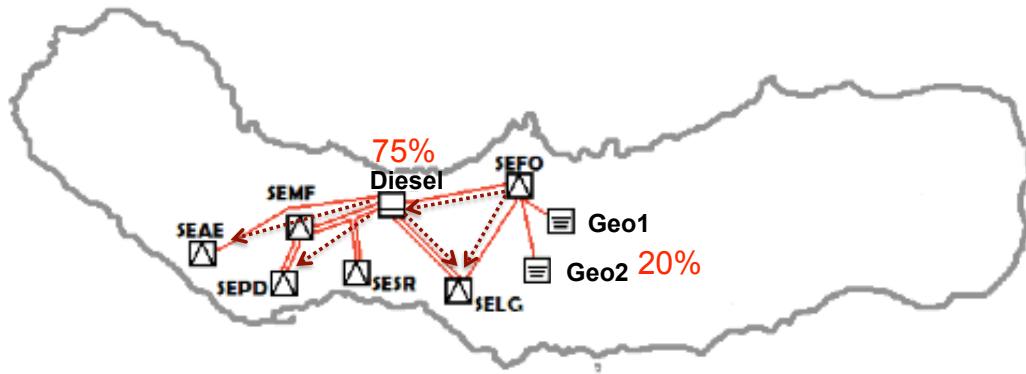 75%
SEFO
Diesel
SEMF
Geo1
SEAE
Geo2 20%
SEPD
SESR
SELG